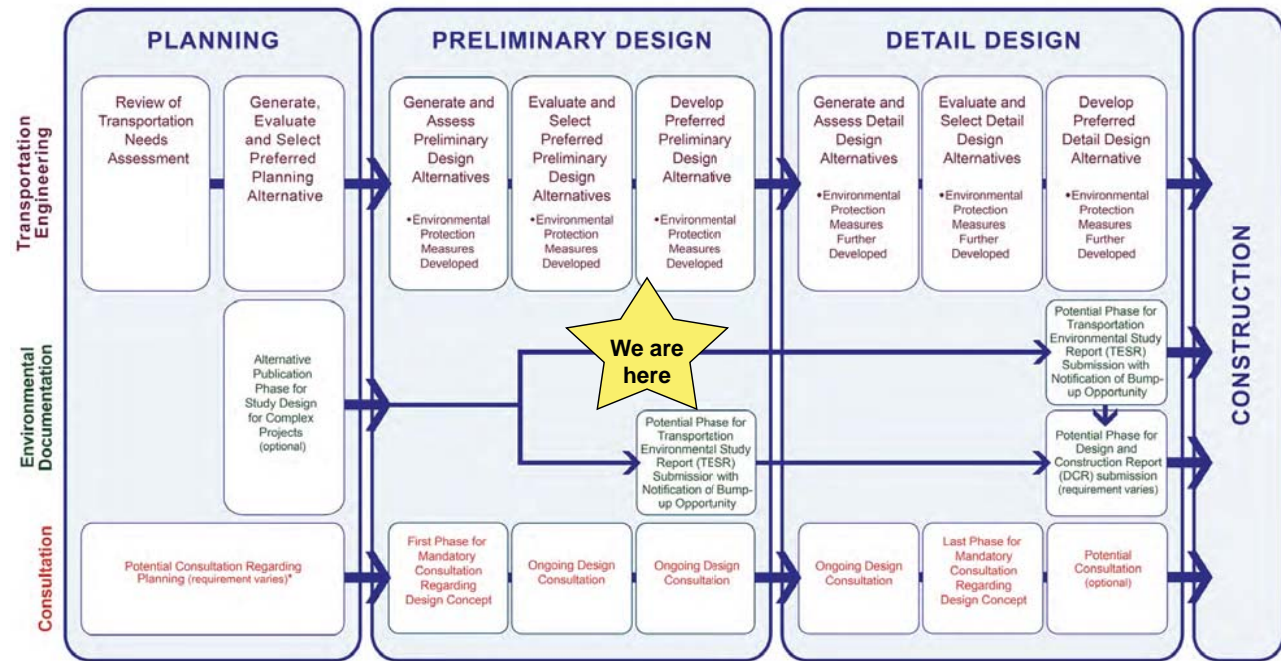 PLANNING
PRELIMINARY DESIGN
DETAIL DESIGN
CONSTRUCTION
Transportation
Engineering
Review of
Transportation
Needs
Assessment
Generate,
Evaluate
and Select
Preferred
Planning
Alternative
Generate and
Assess
Preliminary
Design
Alternatives
•Environmental
Protection
Measures
Developed
Evaluate and
Select
Preferred
Preliminary
Design
Alternatives
•Environmental
Protection
Measures
Developed
Develop
Preferred
Preliminary
Design
Alternative
•Environmental
Protection
Measures
Developed
Generate and
Assess Detail
Design
Alternatives
•Environmental
Protection
Measures
Further
Developed
Evaluate and
Select Detail
Design
Alternatives
•Environmental
Protection
Measures
Further
Developed
Develop
Preferred
Detail Design
Alternative
•Environmental
Protection
Measures
Further
Developed
Environmental
Documentation
Alternative
Publication
Phase for
Study Design
for Complex
Projects
(optional)
We are
here
Potential Phase for
Transportation
Environmental Study
Report (TESR)
Submission with
Notification of Bump-
up Opportunity
Potential Phase for
Transportation
Environmental Study
Report (TESR)
Submission with
Notification of Bump-
up Opportunity
Potential Phase for
Design and
Construction Report
(DCR) submission
(requirement varies)
Consultation
Potential Consultation Regarding
Planning (requirement varies)*
First Phase for
Mandatory
Consultation
Regarding
Design Concept
Ongoing Design
Consultation
Ongoing Design
Consultation
Ongoing Design
Consultation
Last Phase for
Mandatory
Consultation
Regarding
Design Concept
Potential
Consultation
(optional)